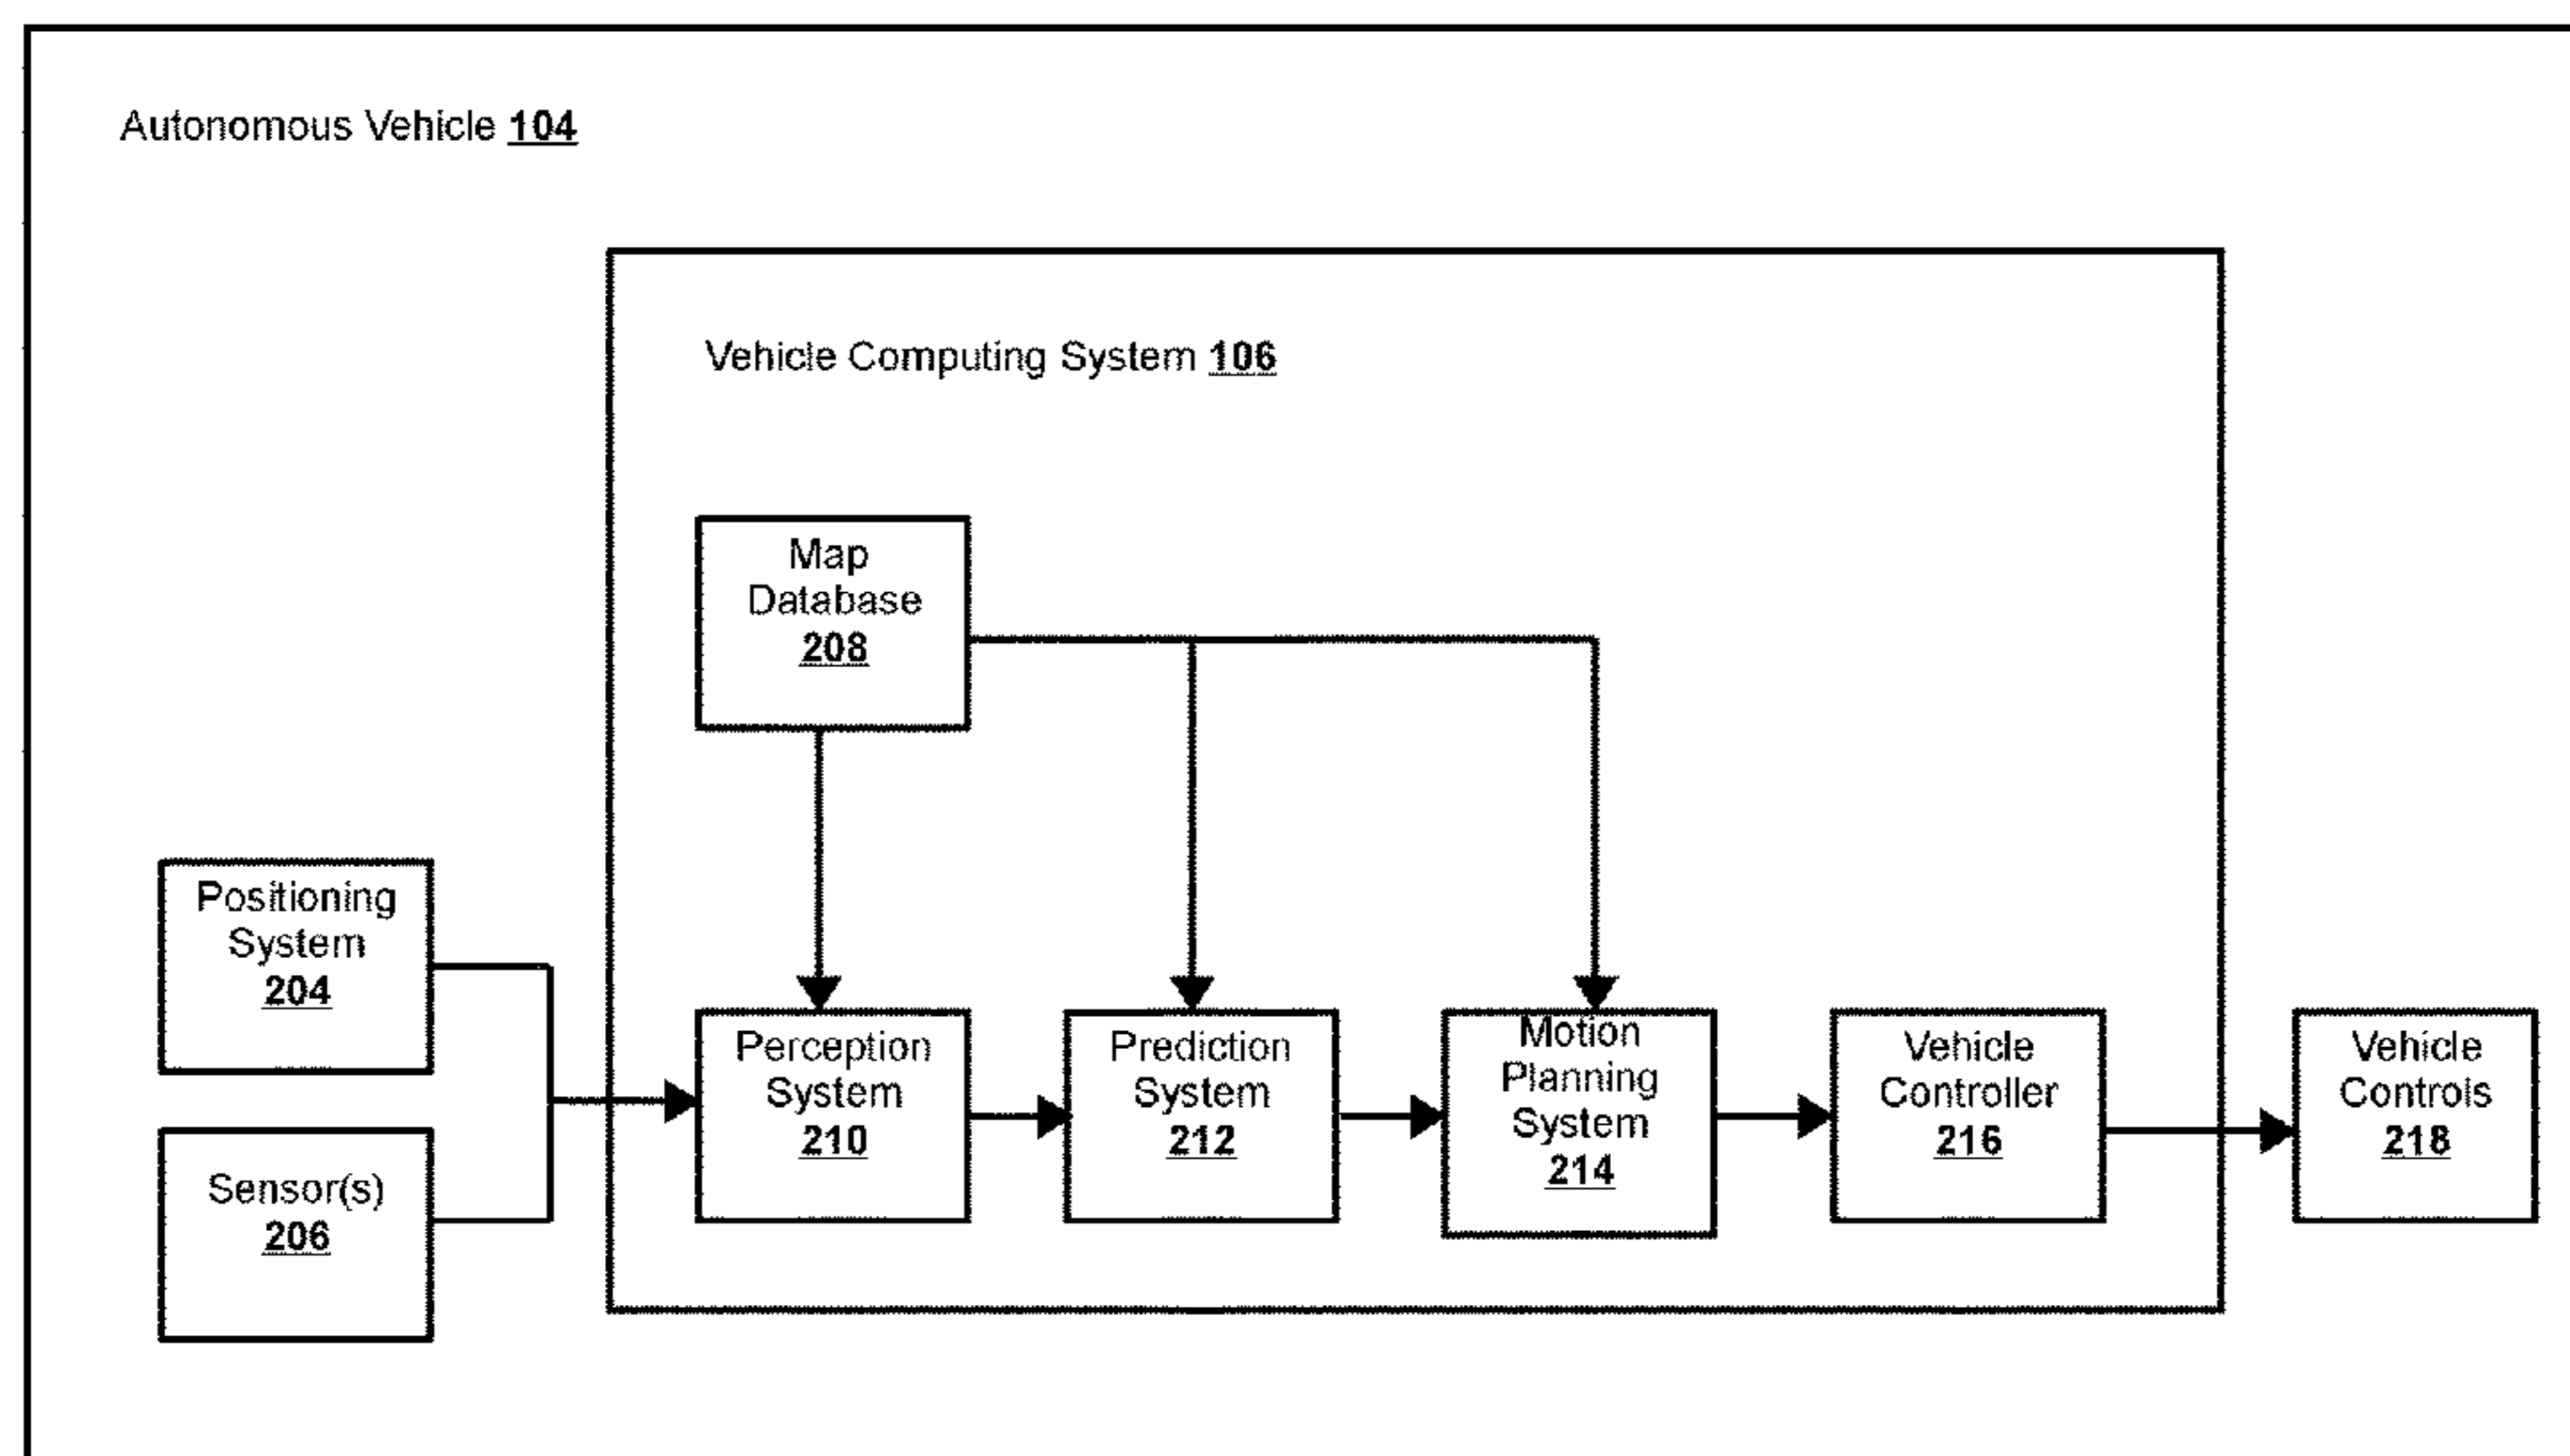 Autonomous Vehicle 104
Vehicle Computing System 106
Map
Database
208
Positioning
System
204
Sensor(s)
206
Perception
System
210
Prediction
System
212
Motion
Planning
System
214
Vehicle
Controller
216
Vehicle
Controls
218